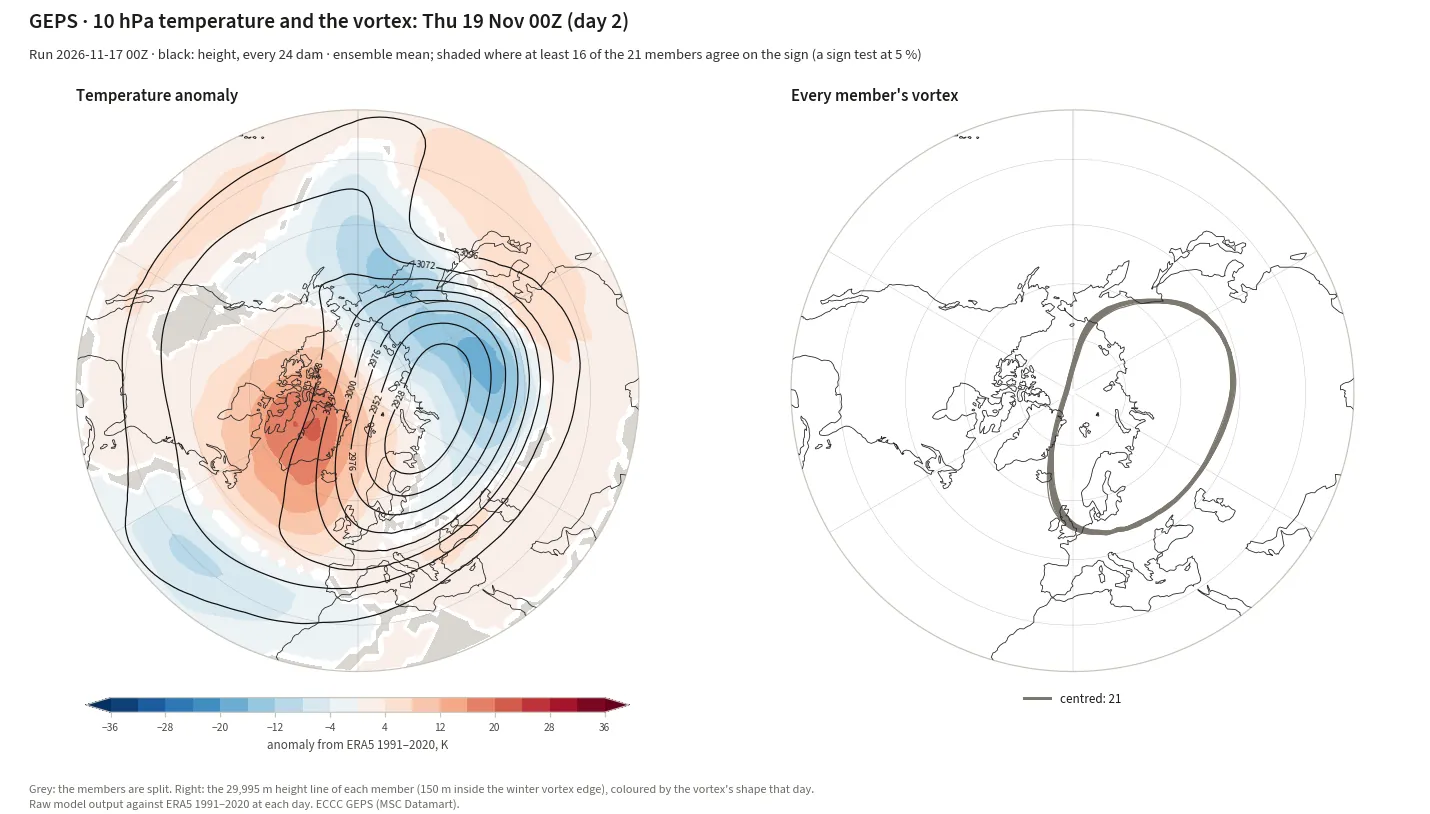 GEPS · 10 hPa temperature and the vortex: Thu 19 Nov 00Z (day 2)
Run 2026-11-17 00Z · black: height, every 24 dam · ensemble mean; shaded where at least 16 of the 21 members agree on the sign (a sign test at 5 %)
Temperature anomaly
Every member's vortex
3096
3072
2976
3000
2952
2928
2976
−36 −28 −20 −12 −4 4 12 20 28 36
anomaly from ERA5 1991–2020, K
centred: 21
Grey: the members are split. Right: the 29,995 m height line of each member (150 m inside the winter vortex edge), coloured by the vortex's shape that day.
Raw model output against ERA5 1991–2020 at each day. ECCC GEPS (MSC Datamart).